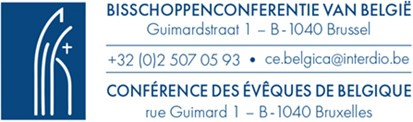 BISSCHOPPENCONFERENTIE VAN BELGIË
Guimardstraat 1 – B-1040 Brussel
+32 (0)2 507 05 93 • ce.belgica@interdio.be
CONFÉRENCE DES ÉVÊQUES DE BELGIQUE
rue Guimard 1 – B-1040 Bruxelles